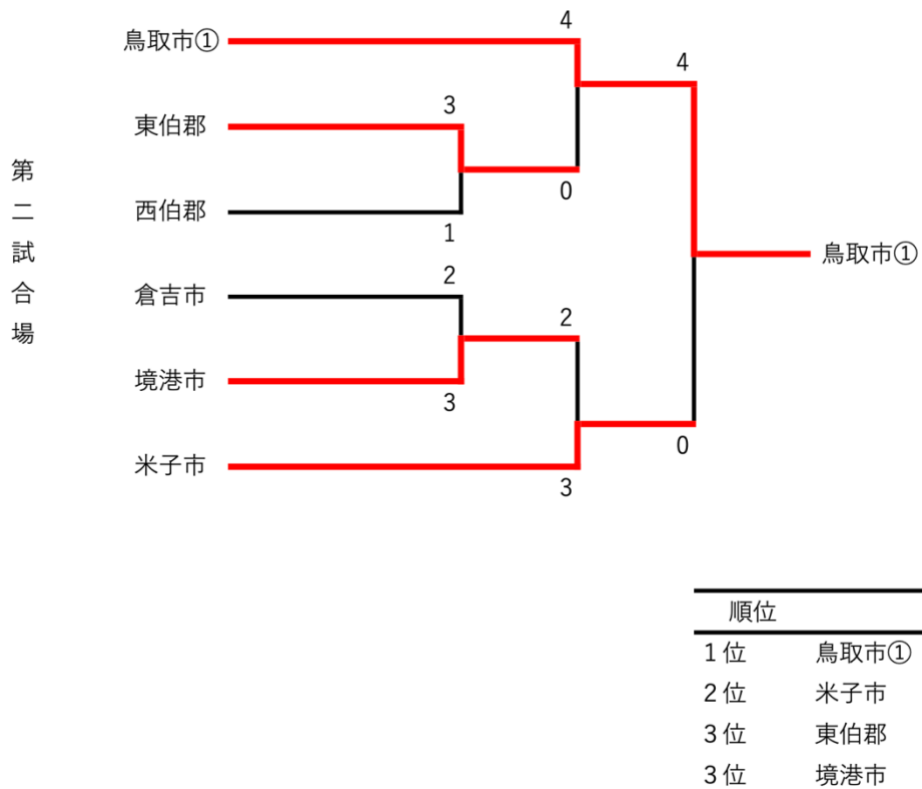 第二試合場
4
鳥取市①
4
3
東伯郡
0
西伯郡
1
鳥取市①
2
倉吉市
2
境港市
3
0
米子市
3
順位
1位 鳥取市①
2位 米子市
3位 東伯郡
3位 境港市